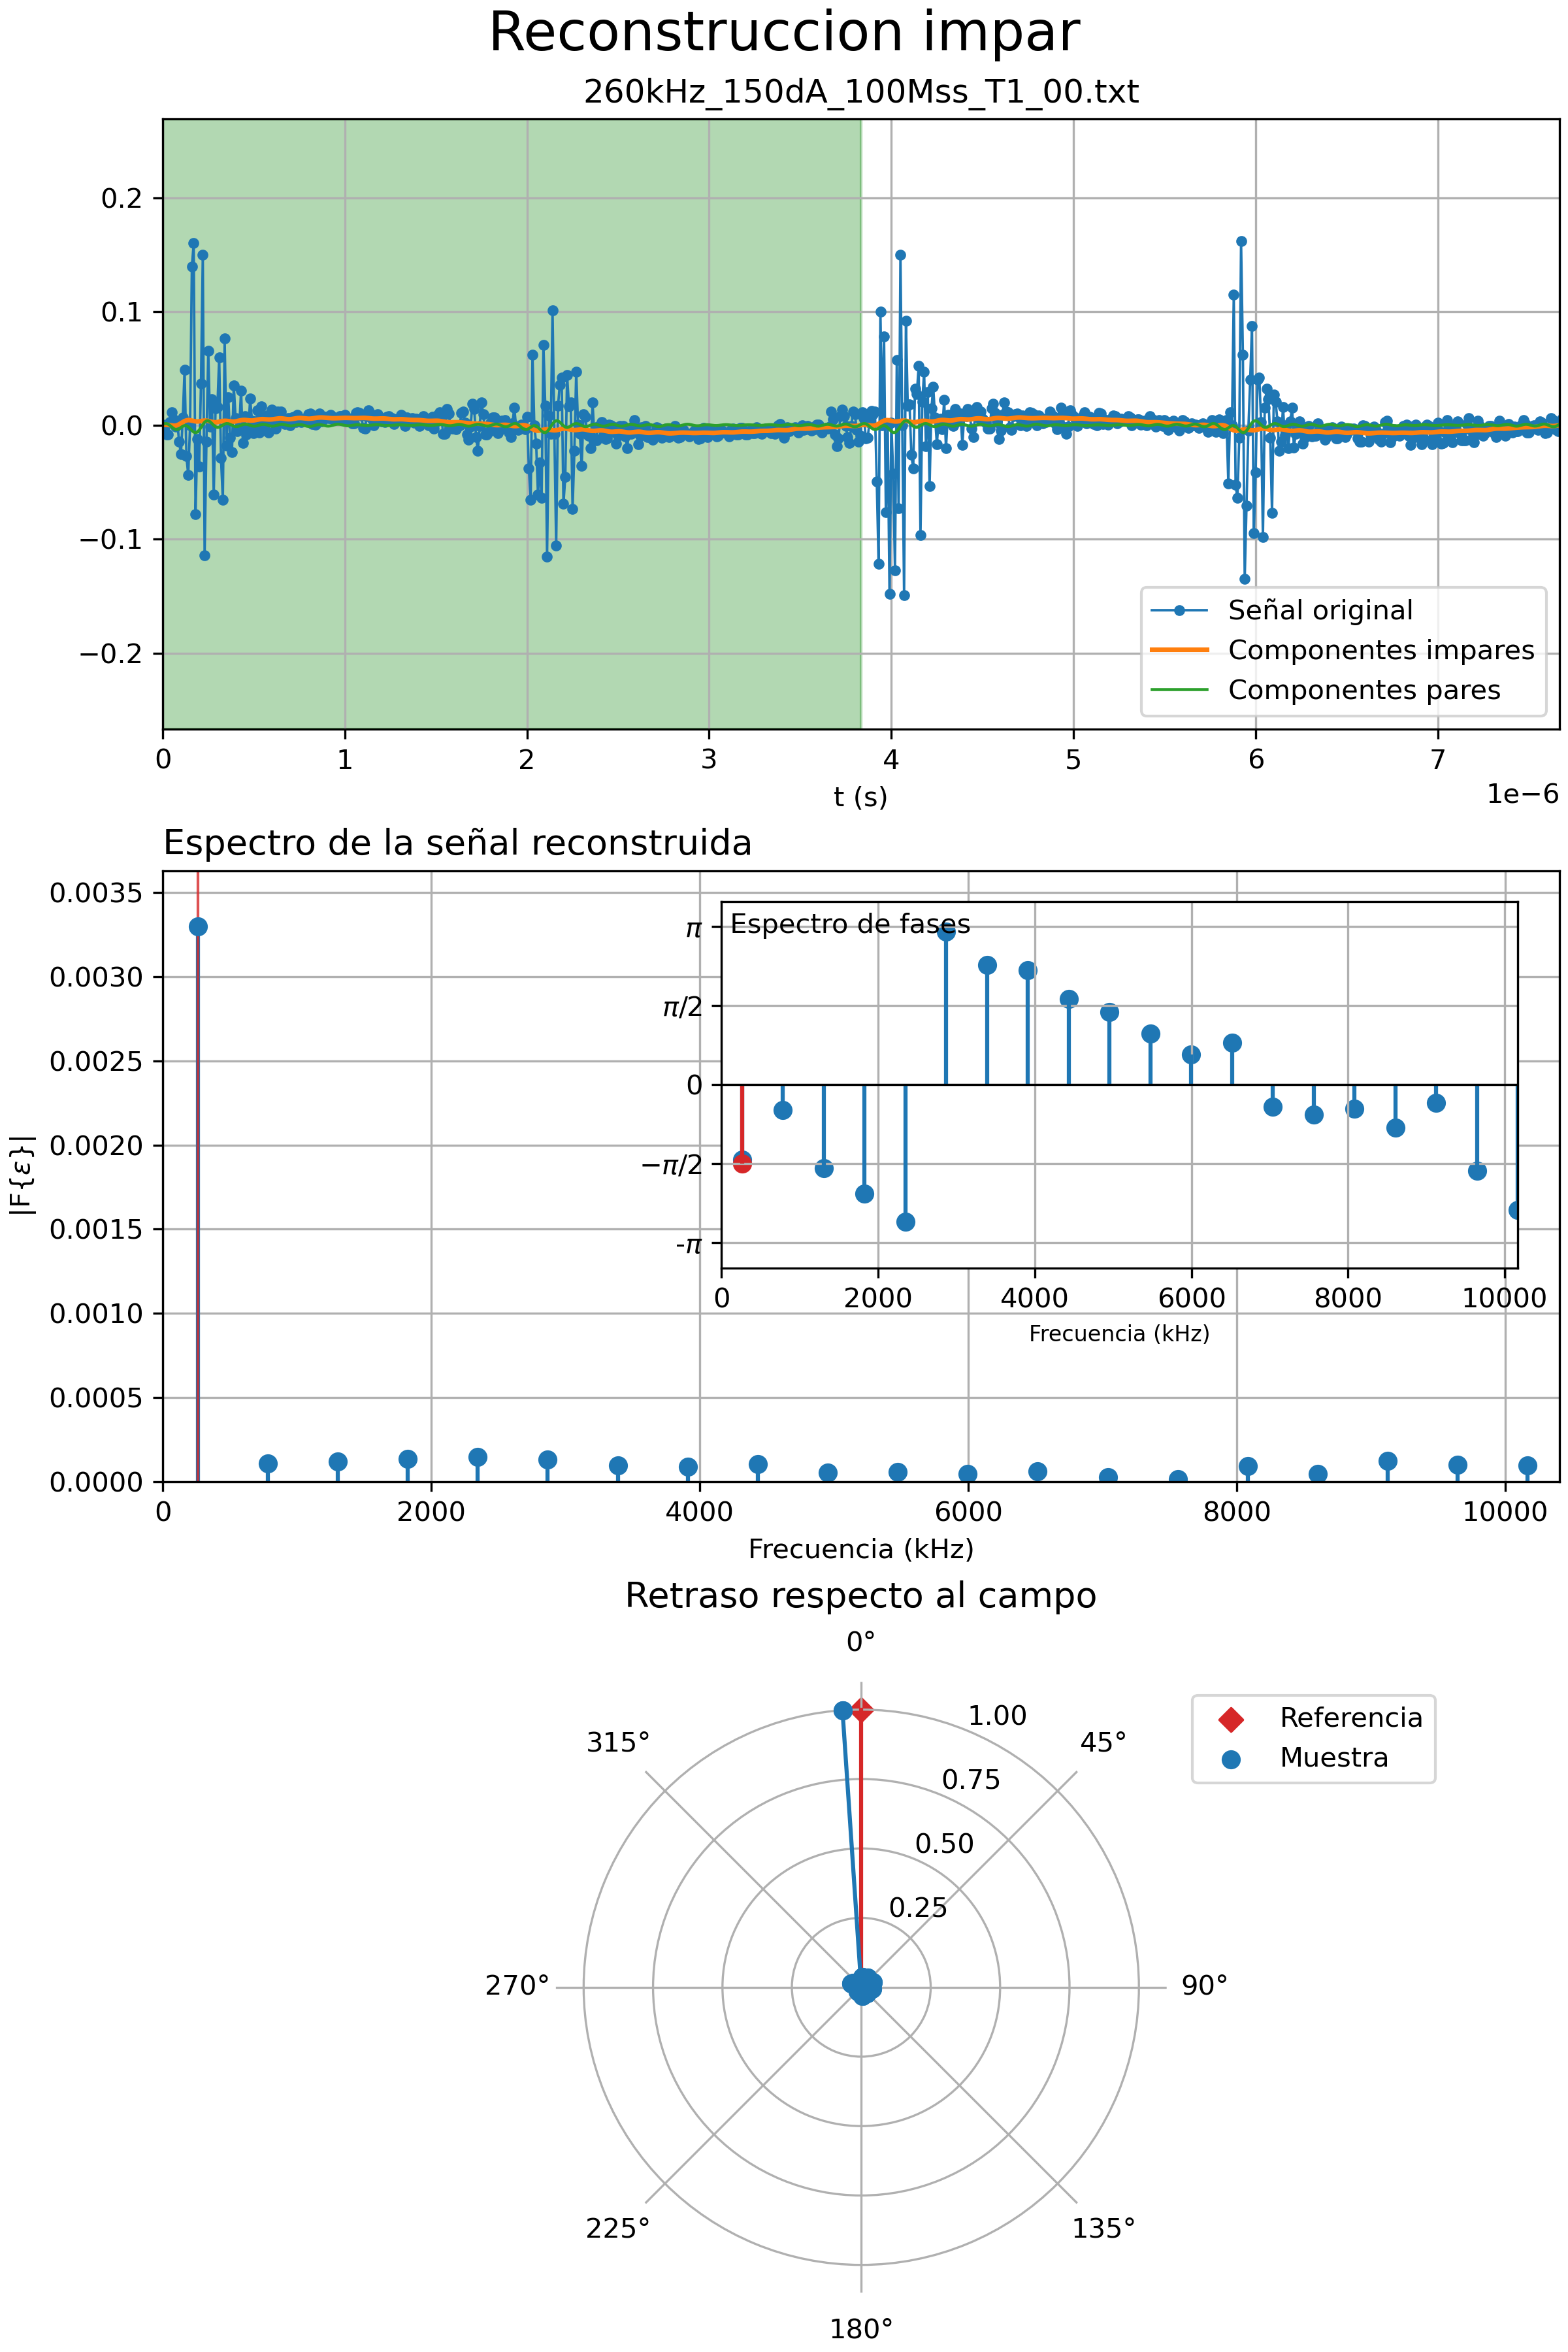 Reconstruccion impar
260kHz_150dA_100Mss_T1_00.txt
0.2
0.1
0.0
−0.1
−0.2
Señal original
Componentes impares
Componentes pares
0 1 2 3 4 5 6 7
t (s)
1e−6
Espectro de la señal reconstruida
0.0035
0.0030
0.0025
0.0020
0.0015
0.0010
0.0005
0.0000
|F{ε}|
Espectro de fases
π
π/2
0
−π/2
-π
0 2000 4000 6000 8000 10000
Frecuencia (kHz)
0 2000 4000 6000 8000 10000
Frecuencia (kHz)
Retraso respecto al campo
0°
45°
90°
135°
180°
225°
270°
315°
1.00
0.75
0.50
0.25
Referencia
Muestra